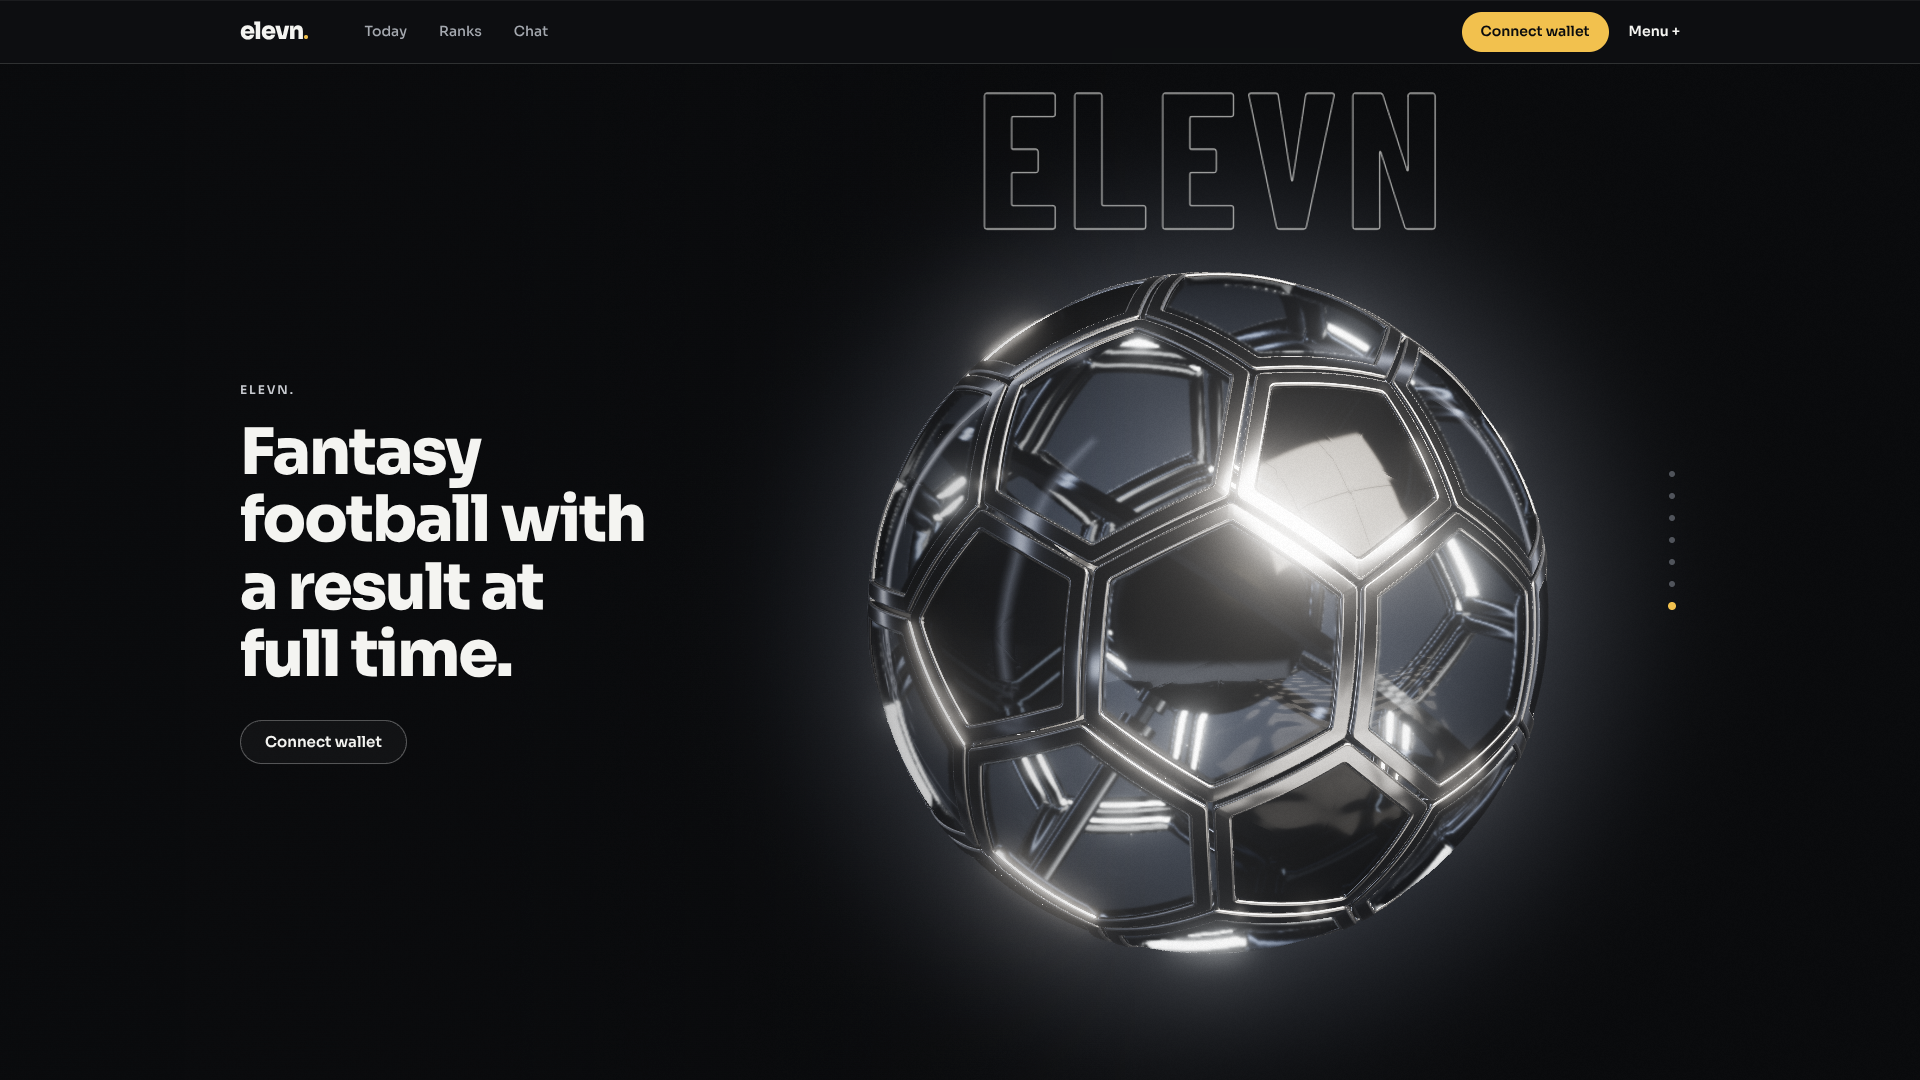 elevn.
Today
Ranks
Chat
Connect wallet
Menu +
ELEVN
ELEVN.
Fantasy
football with
a result at
full time.
Connect wallet